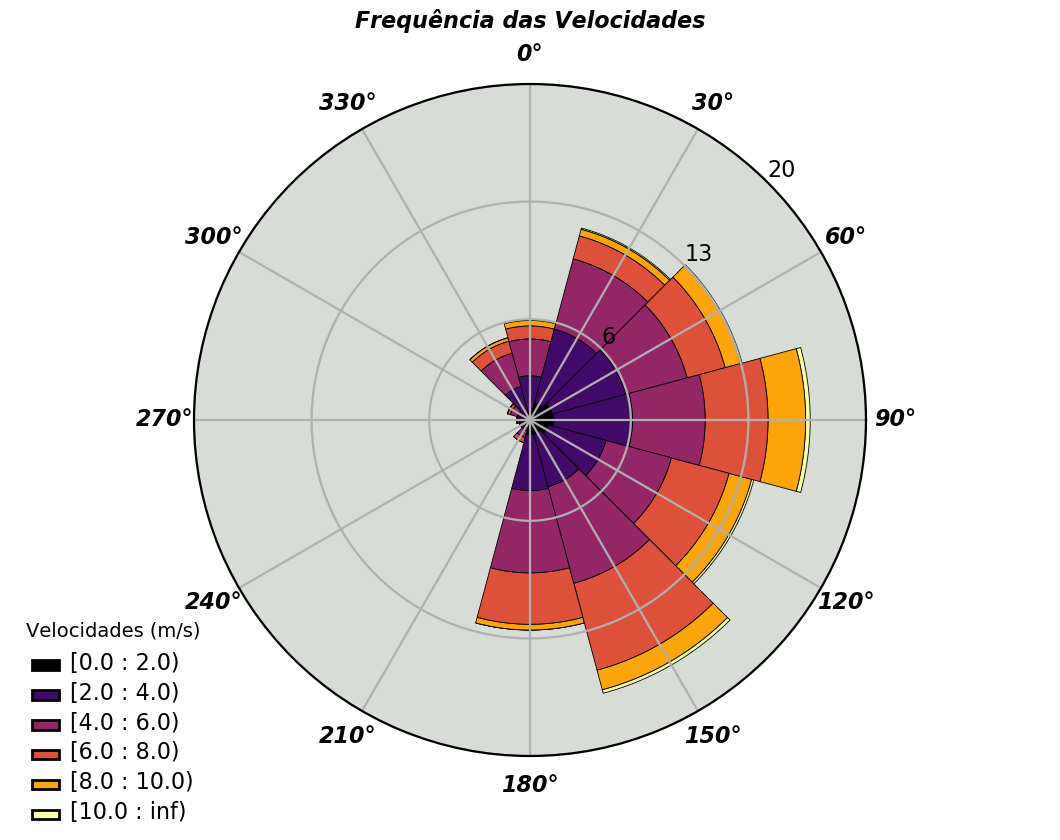 Frequência das Velocidades
0°
330°
30°
20
300°
60°
13
6
270°
90°
240°
120°
210°
150°
180°
Velocidades (m/s)
[0.0 : 2.0)
[2.0 : 4.0)
[4.0 : 6.0)
[6.0 : 8.0)
[8.0 : 10.0)
[10.0 : inf)